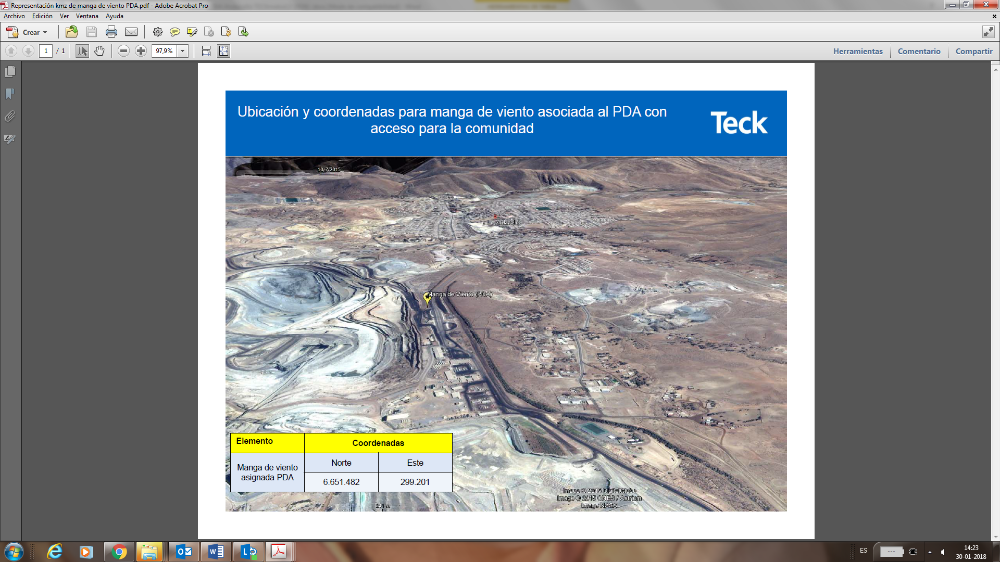 Representación kmz de manga de viento PDA.pdf - Adobe Acrobat Pro
Archivo Edición Ver Ventana Ayuda
Crear
1 / 1
97,9%
Herramientas Comentario Compartir
Ubicación y coordenadas para manga de viento asociada al PDA con
acceso para la comunidad
Teck
10/7/2015
Andacollo
Manga de Viento (PDA)
Elemento Coordenadas
Manga de viento
asignada PDA
Norte Este
6.651.482 299.201
Image © 2015 DigitalGlobe
Image © 2015 CNES / Astrium
Image NASA
241 m
ES
14:23
30-01-2018